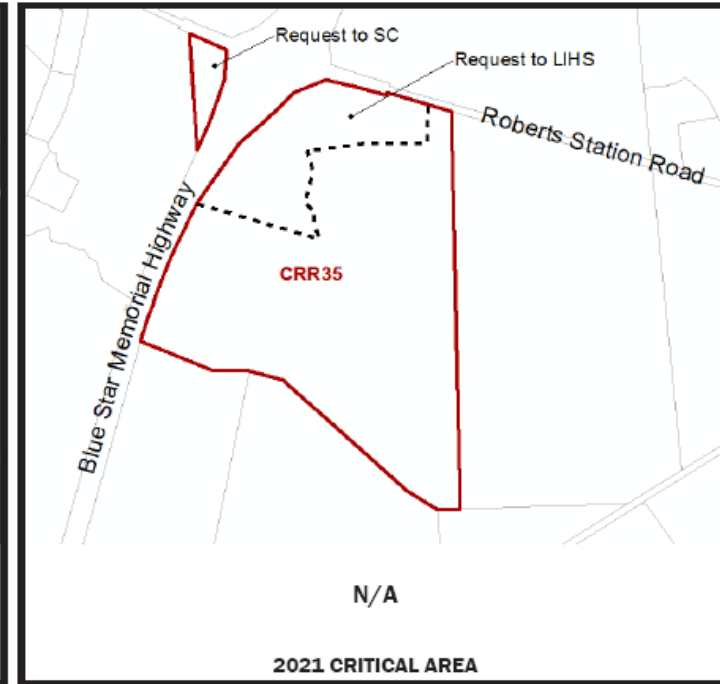 Request to SC
Request to LIHS
Roberts Station Road
Blue Star Memorial Highway
CRR35
N/A
2021 CRITICAL AREA